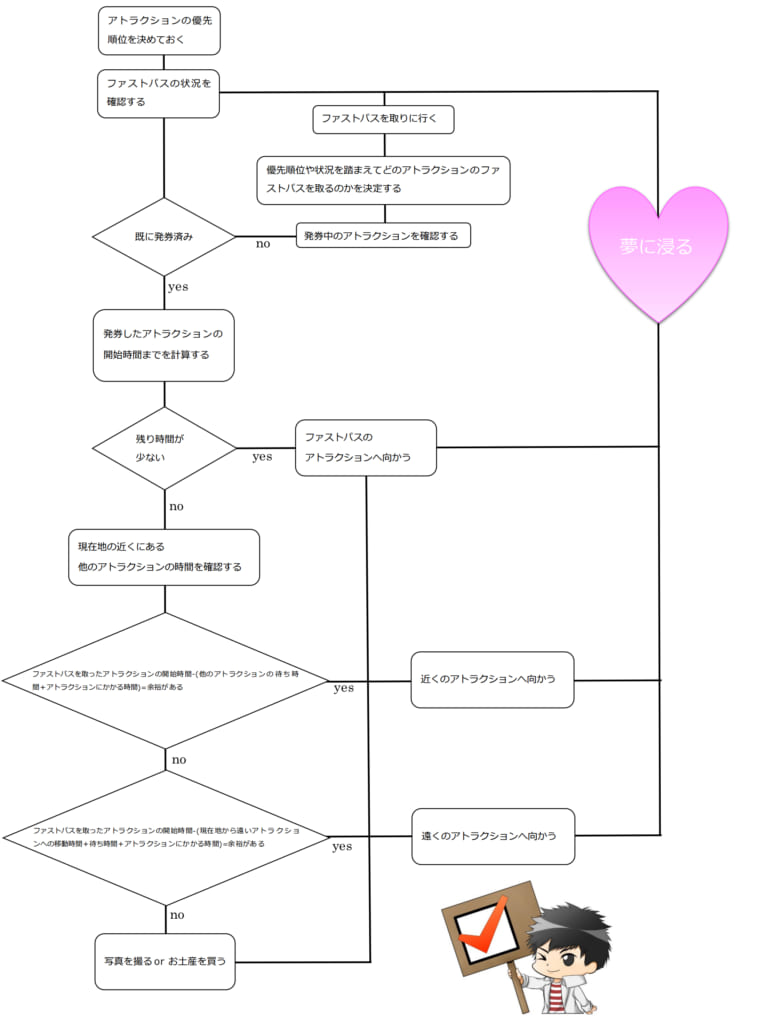 アトラクションの優先
順位を決めておく
ファストパスの状況を
確認する
ファストパスを取りに行く
優先順位や状況を踏まえてどのアトラクションのファ
ストパスを取るのかを決定する
既に発券済み
no
発券中のアトラクションを確認する
夢に浸る
yes
発券したアトラクションの
開始時間までを計算する
残り時間が
少ない
yes
ファストパスの
アトラクションへ向かう
no
現在地の近くにある
他のアトラクションの時間を確認する
ファストパスを取ったアトラクションの開始時間-(他のアトラクションの待ち時
間+アトラクションにかかる時間)=余裕がある
yes
近くのアトラクションへ向かう
no
ファストパスを取ったアトラクションの開始時間-(現在地から遠いアトラクショ
ンへの移動時間+待ち時間+アトラクションにかかる時間)=余裕がある
yes
遠くのアトラクションへ向かう
no
写真を撮る or お土産を買う